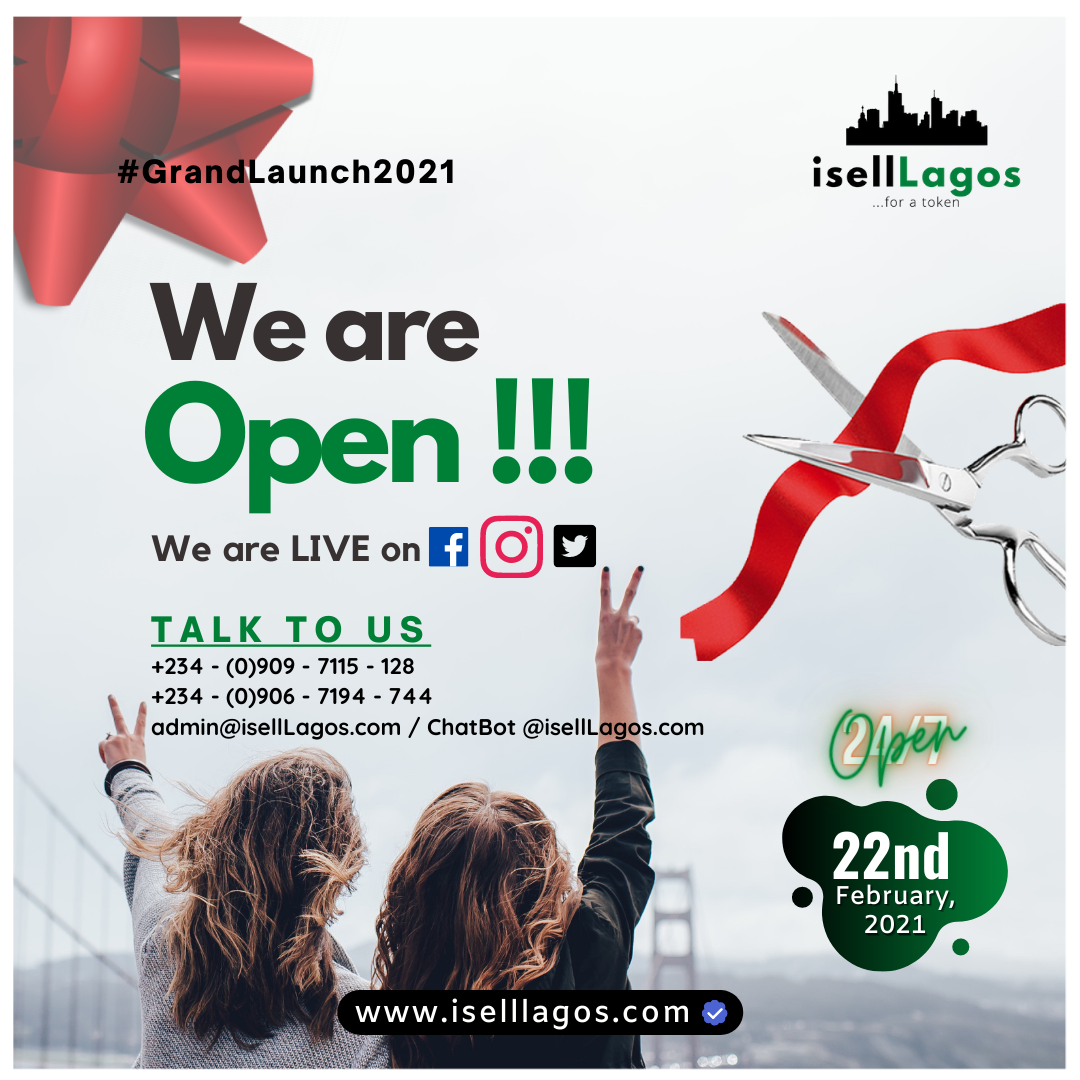 #GrandLaunch2021
isellLagos
...for a token
We are
Open !!!
We are LIVE on
TALK TO US
+234 - (0)909 - 7115 - 128
+234 - (0)906 - 7194 - 744
admin@isellLagos.com / ChatBot @isellLagos.com
24/7
Open
22nd
February,
2021
www.iselllagos.com